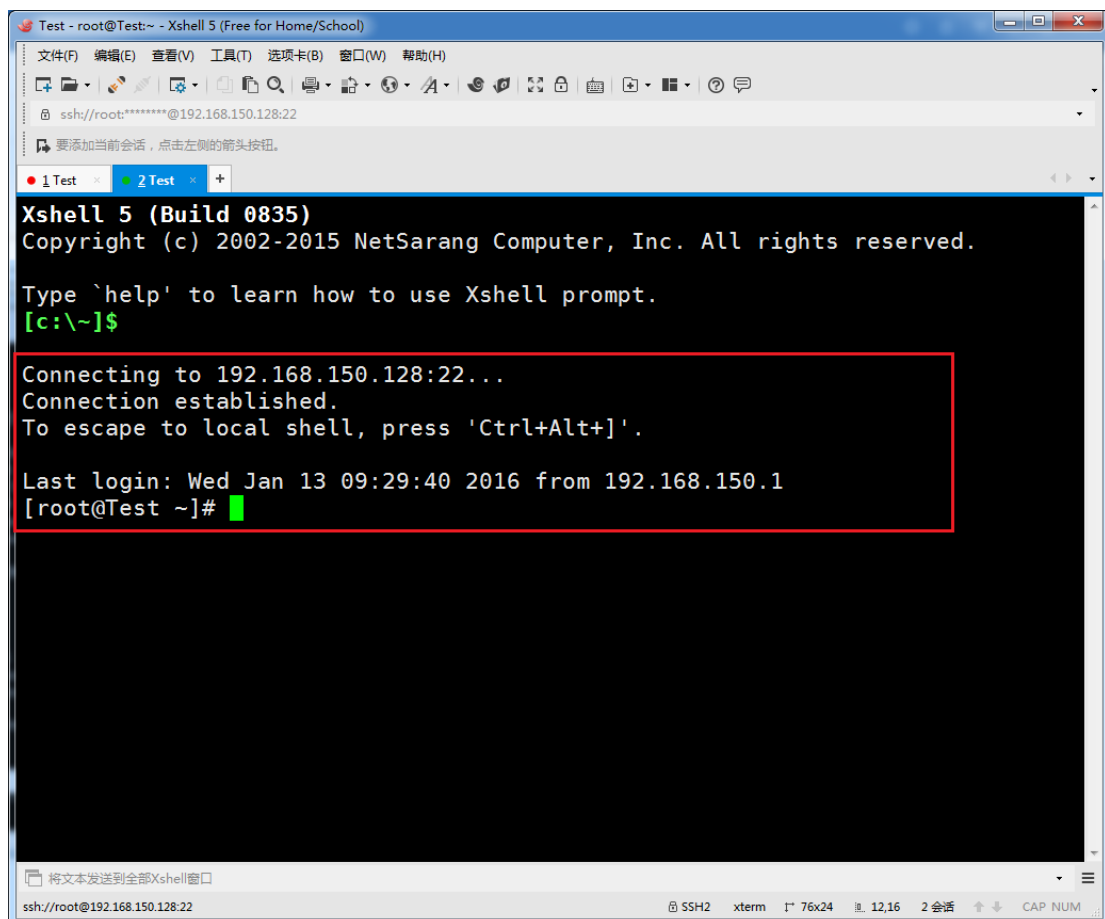 Test - root@Test:~ - Xshell 5 (Free for Home/School)
文件(F) 编辑(E) 查看(V) 工具(T) 选项卡(B) 窗口(W) 帮助(H)
ssh://root:********@192.168.150.128:22
要添加当前会话，点击左侧的箭头按钮。
1 Test × 2 Test × +
Xshell 5 (Build 0835)
Copyright (c) 2002-2015 NetSarang Computer, Inc. All rights reserved.
Type `help' to learn how to use Xshell prompt.
[c:\~]$
Connecting to 192.168.150.128:22...
Connection established.
To escape to local shell, press 'Ctrl+Alt+]'.
Last login: Wed Jan 13 09:29:40 2016 from 192.168.150.1
[root@Test ~]#
将文本发送到全部Xshell窗口
ssh://root@192.168.150.128:22 SSH2 xterm 76x24 12,16 2 会话 CAP NUM